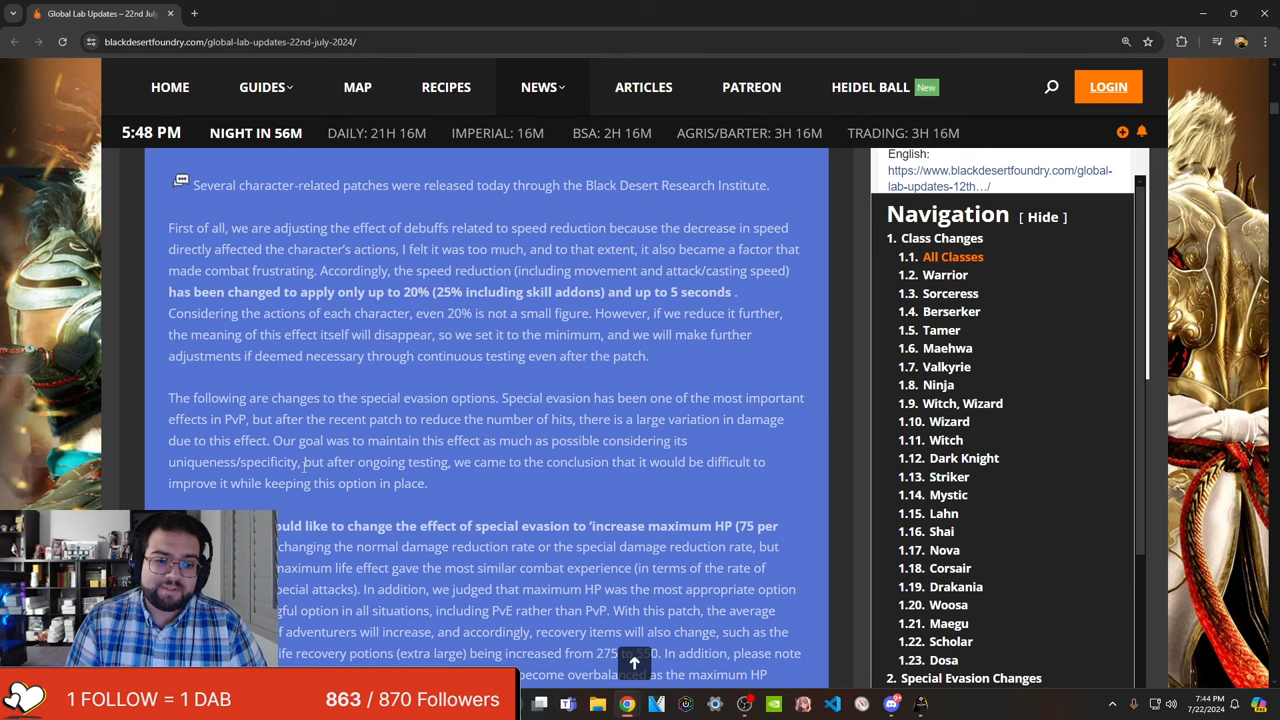 Global Lab Updates – 22nd July
blackdesertfoundry.com/global-lab-updates-22nd-july-2024/
HOME GUIDES MAP RECIPES NEWS ARTICLES PATREON HEIDEL BALL New LOGIN
5:48 PM NIGHT IN 56M DAILY: 21H 16M IMPERIAL: 16M BSA: 2H 16M AGRIS/BARTER: 3H 16M TRADING: 3H 16M
Several character-related patches were released today through the Black Desert Research Institute.
First of all, we are adjusting the effect of debuffs related to speed reduction because the decrease in speed
directly affected the character's actions, I felt it was too much, and to that extent, it also became a factor that
made combat frustrating. Accordingly, the speed reduction (including movement and attack/casting speed)
has been changed to apply only up to 20% (25% including skill addons) and up to 5 seconds .
Considering the actions of each character, even 20% is not a small figure. However, if we reduce it further,
the meaning of this effect itself will disappear, so we set it to the minimum, and we will make further
adjustments if deemed necessary through continuous testing even after the patch.
The following are changes to the special evasion options. Special evasion has been one of the most important
effects in PvP, but after the recent patch to reduce the number of hits, there is a large variation in damage
due to this effect. Our goal was to maintain this effect as much as possible considering its
uniqueness/specificity, but after ongoing testing, we came to the conclusion that it would be difficult to
improve it while keeping this option in place.
like to change the effect of special evasion to 'increase maximum HP (75 per
changing the normal damage reduction rate or the special damage reduction rate, but
maximum life effect gave the most similar combat experience (in terms of the rate of
special attacks). In addition, we judged that maximum HP was the most appropriate option
option in all situations, including PvE rather than PvP. With this patch, the average
adventurers will increase, and accordingly, recovery items will also change, such as the
recovery potions (extra large) being increased from 275 to 550. In addition, please note
become overbalanced as the maximum HP
English:
https://www.blackdesertfoundry.com/global-
lab-updates-12th…/
Navigation [ Hide ]
1. Class Changes
1.1. All Classes
1.2. Warrior
1.3. Sorceress
1.4. Berserker
1.5. Tamer
1.6. Maehwa
1.7. Valkyrie
1.8. Ninja
1.9. Witch, Wizard
1.10. Wizard
1.11. Witch
1.12. Dark Knight
1.13. Striker
1.14. Mystic
1.15. Lahn
1.16. Shai
1.17. Nova
1.18. Corsair
1.19. Drakania
1.20. Woosa
1.21. Maegu
1.22. Scholar
1.23. Dosa
2. Special Evasion Changes
1 FOLLOW = 1 DAB 863 / 870 Followers
7:44 PM
7/22/2024